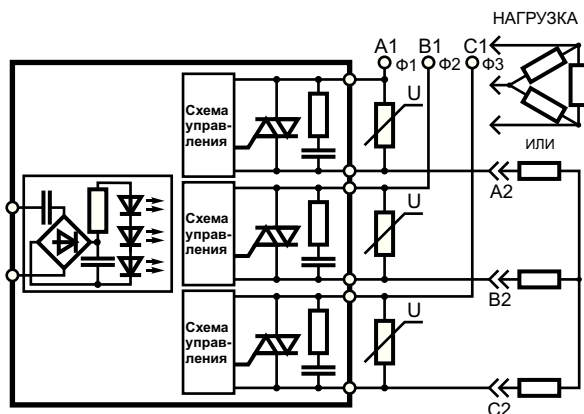 НАГРУЗКА
A1 B1 C1
Ф1 Ф2 Ф3
U
Схема
управ-
ления
ИЛИ
A2
Схема
управ-
ления
U
B2
Схема
управ-
ления
U
C2